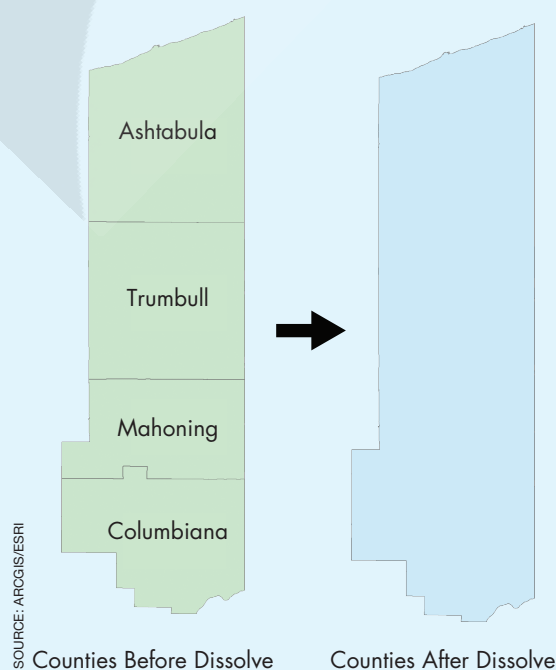 Ashtabula
Trumbull
Mahoning
Columbiana
SOURCE: ARCGIS/ESRI
Counties Before Dissolve
Counties After Dissolve